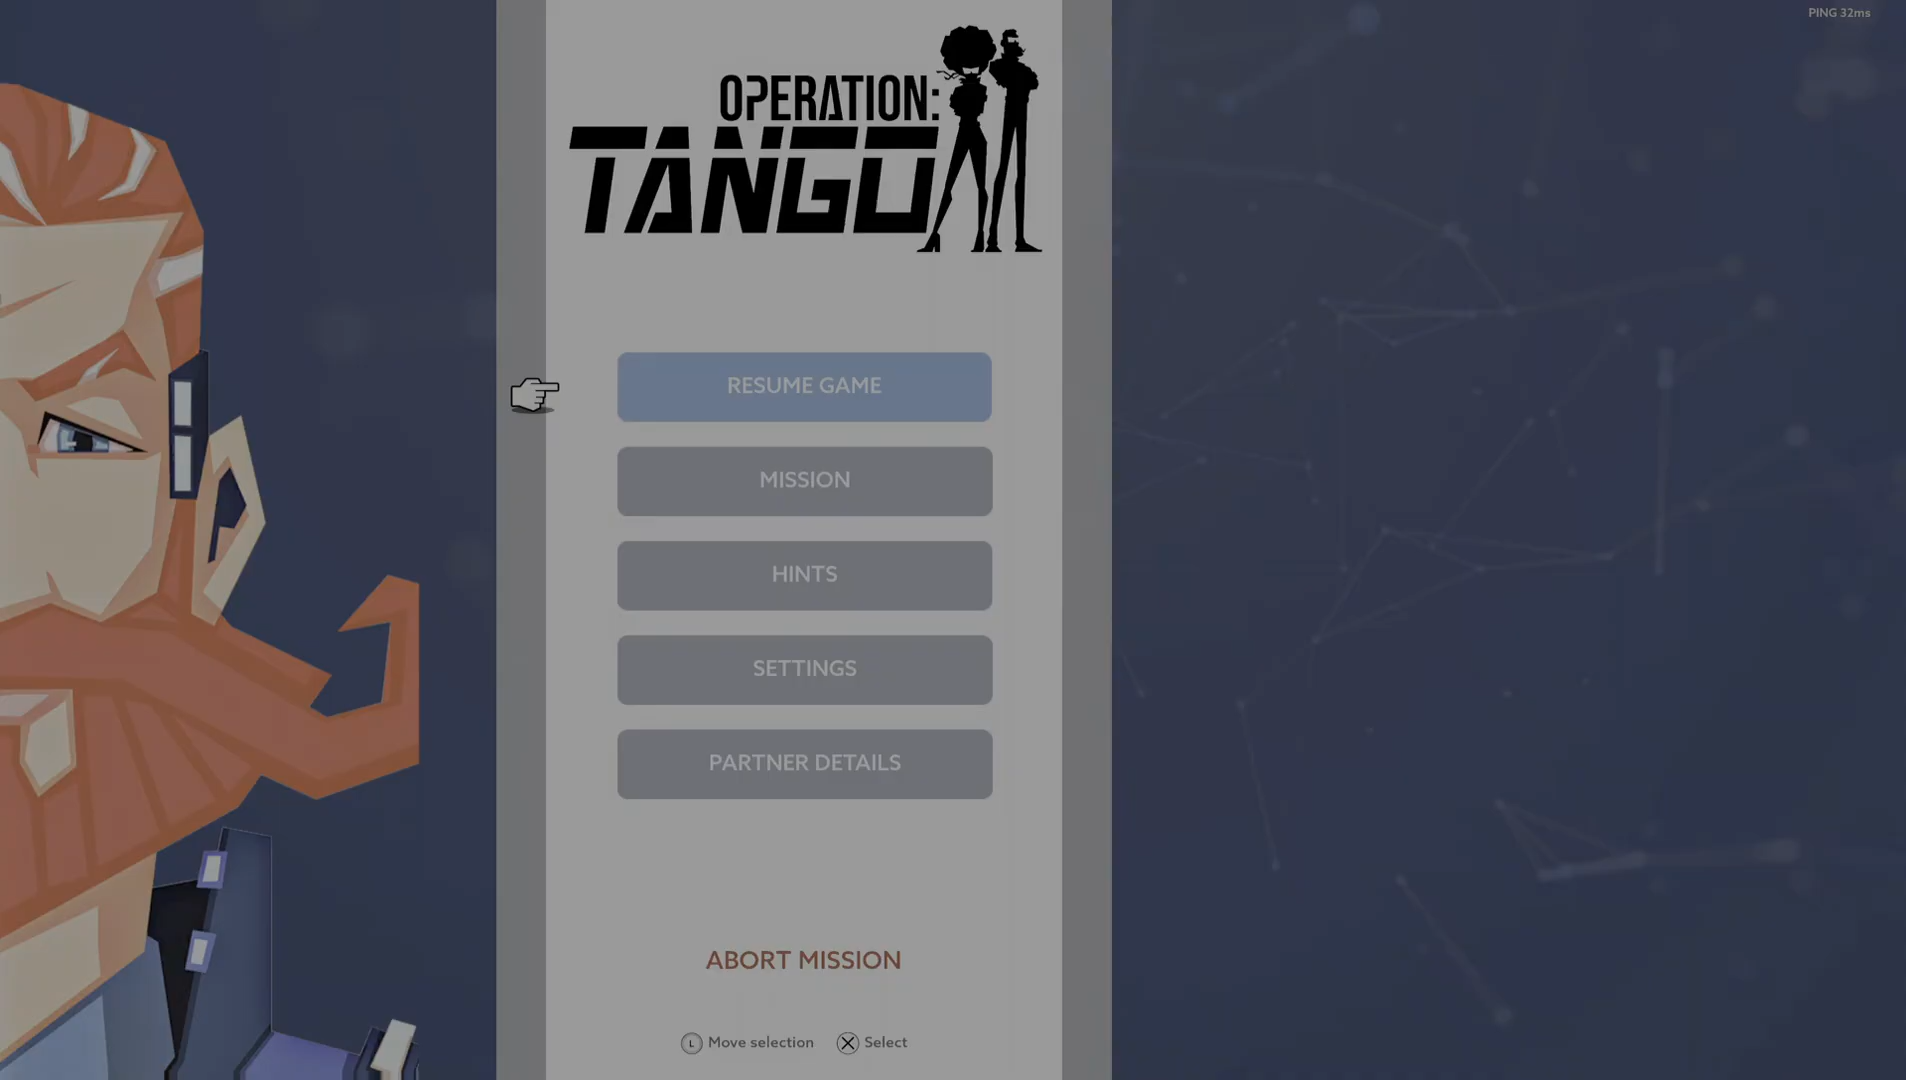 PING 32ms
OPERATION:
TANGO
RESUME GAME
MISSION
HINTS
SETTINGS
PARTNER DETAILS
ABORT MISSION
L Move selection X Select